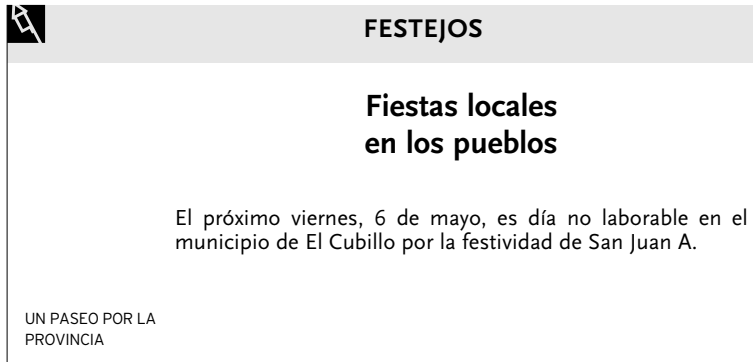 FESTEJOS
Fiestas locales
en los pueblos
El próximo viernes, 6 de mayo, es día no laborable en el
municipio de El Cubillo por la festividad de San Juan A.
UN PASEO POR LA
PROVINCIA